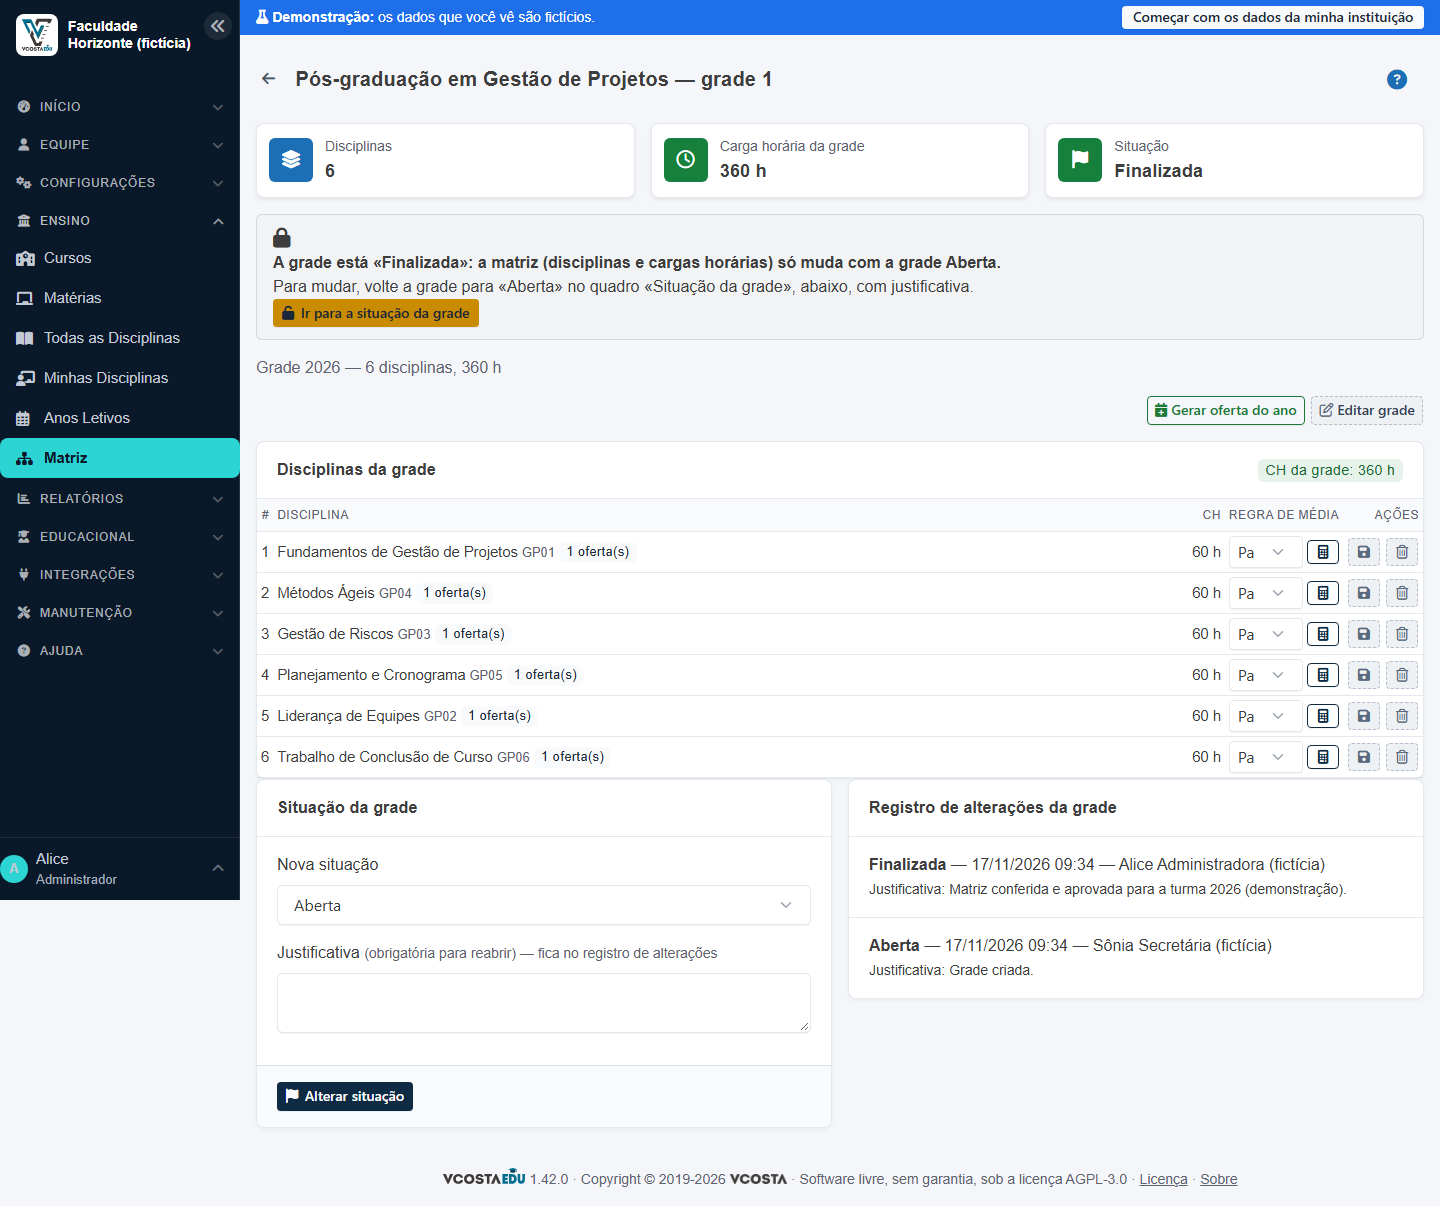 Faculdade
Horizonte (fictícia)
Demonstração: os dados que você vê são fictícios.
Começar com os dados da minha instituição
VCOSTAEDU
INÍCIO
EQUIPE
CONFIGURAÇÕES
ENSINO
Cursos
Matérias
Todas as Disciplinas
Minhas Disciplinas
Anos Letivos
Matriz
RELATÓRIOS
EDUCACIONAL
INTEGRAÇÕES
MANUTENÇÃO
AJUDA
A
Alice
Administrador
Pós-graduação em Gestão de Projetos — grade 1
?
Disciplinas
6
Carga horária da grade
360 h
Situação
Finalizada
A grade está «Finalizada»: a matriz (disciplinas e cargas horárias) só muda com a grade Aberta.
Para mudar, volte a grade para «Aberta» no quadro «Situação da grade», abaixo, com justificativa.
Ir para a situação da grade
Grade 2026 — 6 disciplinas, 360 h
Gerar oferta do ano
Editar grade
Disciplinas da grade
CH da grade: 360 h
# DISCIPLINA CH REGRA DE MÉDIA AÇÕES
1 Fundamentos de Gestão de Projetos GP01 1 oferta(s) 60 h Pa
2 Métodos Ágeis GP04 1 oferta(s) 60 h Pa
3 Gestão de Riscos GP03 1 oferta(s) 60 h Pa
4 Planejamento e Cronograma GP05 1 oferta(s) 60 h Pa
5 Liderança de Equipes GP02 1 oferta(s) 60 h Pa
6 Trabalho de Conclusão de Curso GP06 1 oferta(s) 60 h Pa
Situação da grade
Nova situação
Aberta
Justificativa (obrigatória para reabrir) — fica no registro de alterações
Alterar situação
Registro de alterações da grade
Finalizada — 17/11/2026 09:34 — Alice Administradora (fictícia)
Justificativa: Matriz conferida e aprovada para a turma 2026 (demonstração).
Aberta — 17/11/2026 09:34 — Sônia Secretária (fictícia)
Justificativa: Grade criada.
VCOSTAEDU 1.42.0 · Copyright © 2019-2026 VCOSTA · Software livre, sem garantia, sob a licença AGPL-3.0 · Licença · Sobre